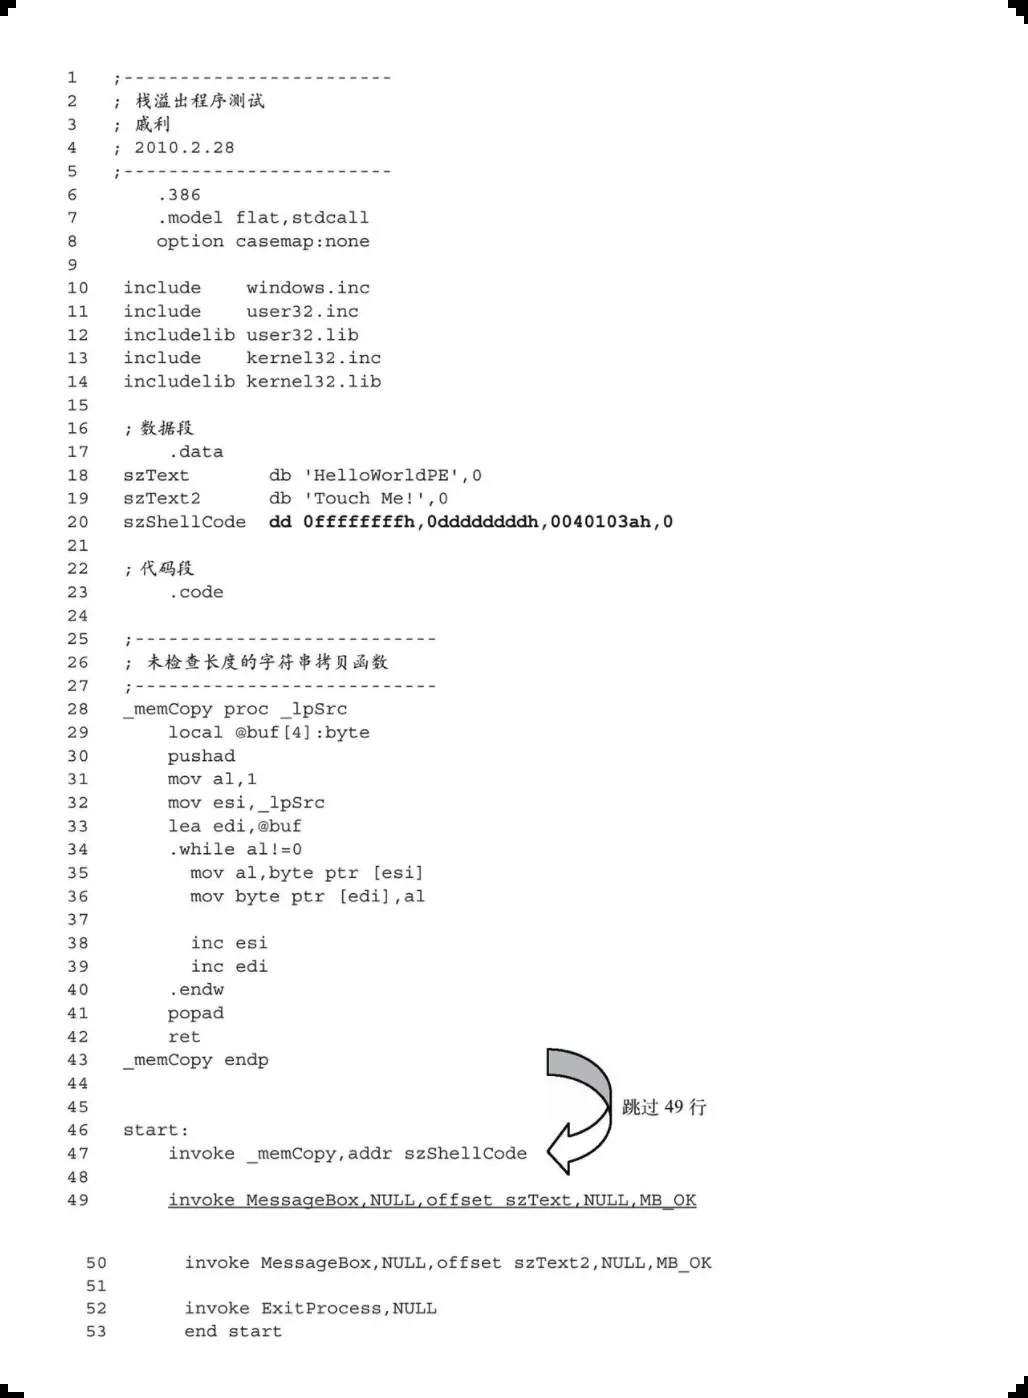 1 ;------------------------
2 ; 栈溢出程序测试
3 ; 戚利
4 ; 2010.2.28
5 ;------------------------
6 .386
7 .model flat,stdcall
8 option casemap:none
9
10 include windows.inc
11 include user32.inc
12 includelib user32.lib
13 include kernel32.inc
14 includelib kernel32.lib
15
16 ;数据段
17 .data
18 szText db 'HelloWorldPE',0
19 szText2 db 'Touch Me!',0
20 szShellCode dd 0ffffffffh,0ddddddddh,0040103ah,0
21
22 ;代码段
23 .code
24
25 ;---------------------------
26 ; 未检查长度的字符串拷贝函数
27 ;---------------------------
28 _memCopy proc _lpSrc
29 local @buf[4]:byte
30 pushad
31 mov al,1
32 mov esi,_lpSrc
33 lea edi,@buf
34 .while al!=0
35 mov al,byte ptr [esi]
36 mov byte ptr [edi],al
37
38 inc esi
39 inc edi
40 .endw
41 popad
42 ret
43 _memCopy endp
44
45
跳过 49 行
46 start:
47 invoke _memCopy,addr szShellCode
48
49 invoke MessageBox,NULL,offset szText,NULL,MB_OK
50 invoke MessageBox,NULL,offset szText2,NULL,MB_OK
51
52 invoke ExitProcess,NULL
53 end start